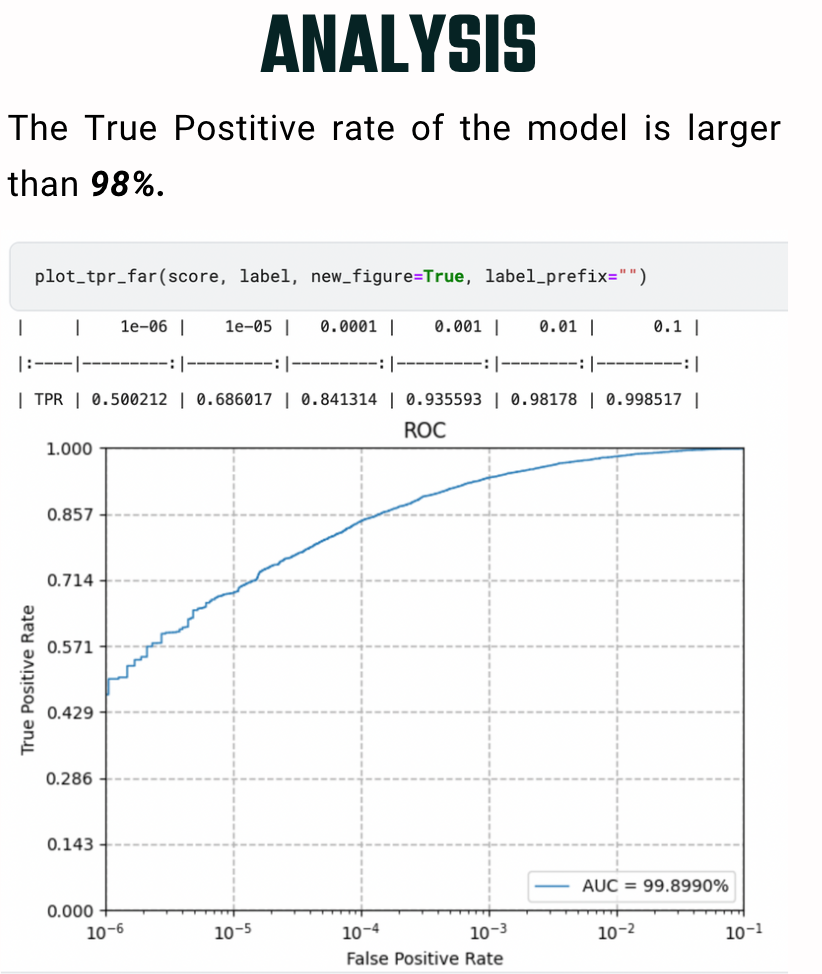 ANALYSIS
The True Postitive rate of the model is larger
than 98%.
plot_tpr_far(score, label, new_figure=True, label_prefix="")
| | 1e-06 | 1e-05 | 0.0001 | 0.001 | 0.01 | 0.1 |
|:----|---------:|---------:|---------:|---------:|--------:|---------:|
| TPR | 0.500212 | 0.686017 | 0.841314 | 0.935593 | 0.98178 | 0.998517 |
ROC
1.000
0.857
0.714
0.571
0.429
0.286
0.143
0.000
True Positive Rate
AUC = 99.8990%
10⁻⁶ 10⁻⁵ 10⁻⁴ 10⁻³ 10⁻² 10⁻¹
False Positive Rate